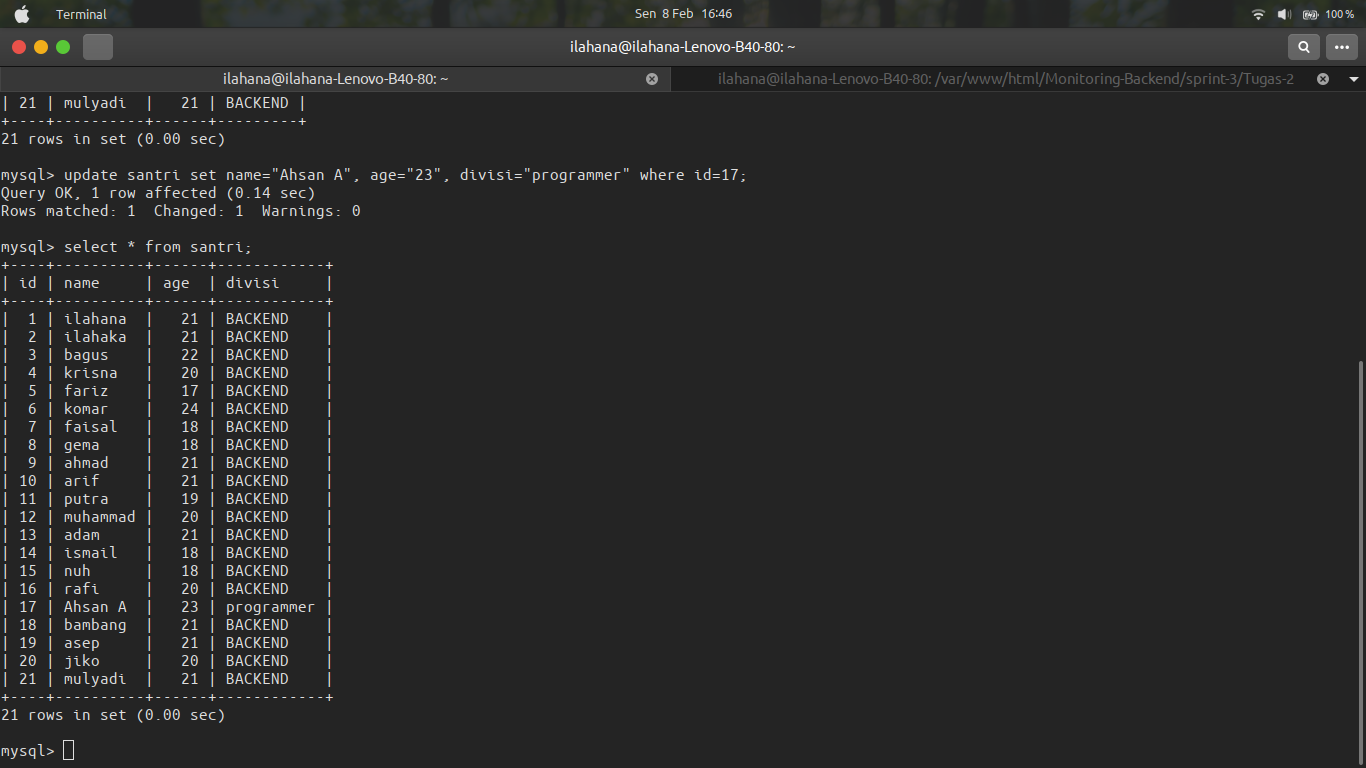 Terminal
Sen 8 Feb 16:46
100 %
ilahana@ilahana-Lenovo-B40-80: ~
ilahana@ilahana-Lenovo-B40-80: ~
ilahana@ilahana-Lenovo-B40-80: /var/www/html/Monitoring-Backend/sprint-3/Tugas-2
| 21 | mulyadi  |   21 | BACKEND |
+----+----------+------+---------+
21 rows in set (0.00 sec)
mysql> update santri set name="Ahsan A", age="23", divisi="programmer" where id=17;
Query OK, 1 row affected (0.14 sec)
Rows matched: 1  Changed: 1  Warnings: 0
mysql> select * from santri;
+----+----------+------+------------+
| id | name     | age  | divisi     |
+----+----------+------+------------+
|  1 | ilahana  |   21 | BACKEND    |
|  2 | ilahaka  |   21 | BACKEND    |
|  3 | bagus    |   22 | BACKEND    |
|  4 | krisna   |   20 | BACKEND    |
|  5 | fariz    |   17 | BACKEND    |
|  6 | komar    |   24 | BACKEND    |
|  7 | faisal   |   18 | BACKEND    |
|  8 | gema     |   18 | BACKEND    |
|  9 | ahmad    |   21 | BACKEND    |
| 10 | arif     |   21 | BACKEND    |
| 11 | putra    |   19 | BACKEND    |
| 12 | muhammad |   20 | BACKEND    |
| 13 | adam     |   21 | BACKEND    |
| 14 | ismail   |   18 | BACKEND    |
| 15 | nuh      |   18 | BACKEND    |
| 16 | rafi     |   20 | BACKEND    |
| 17 | Ahsan A  |   23 | programmer |
| 18 | bambang  |   21 | BACKEND    |
| 19 | asep     |   21 | BACKEND    |
| 20 | jiko     |   20 | BACKEND    |
| 21 | mulyadi  |   21 | BACKEND    |
+----+----------+------+------------+
21 rows in set (0.00 sec)
mysql>